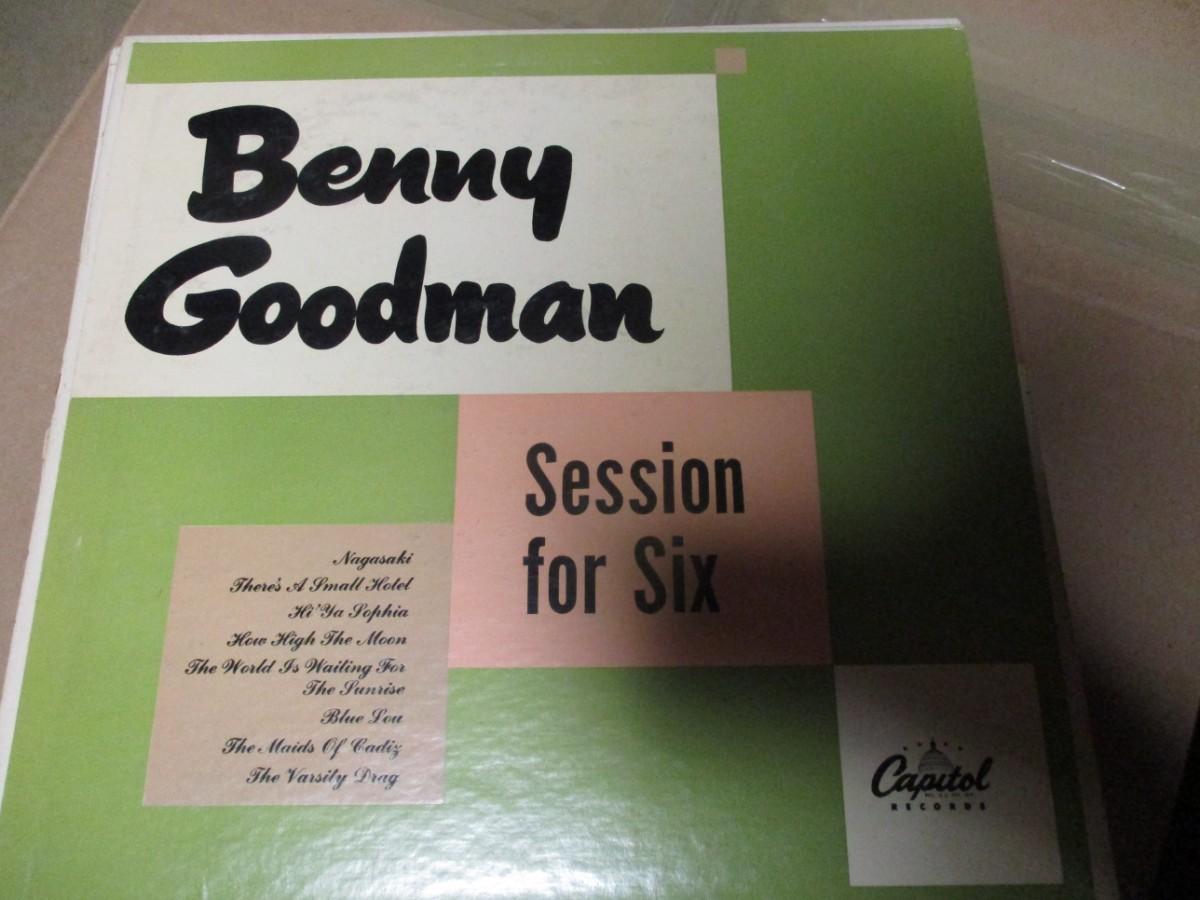 Benny
Goodman
Session
for Six
Nagasaki
There's A Small Hotel
Hi 'Ya Sophia
How High The Moon
The World Is Waiting For
The Sunrise
Blue Lou
The Maids Of Cadiz
The Varsity Drag
Capitol
RECORDS